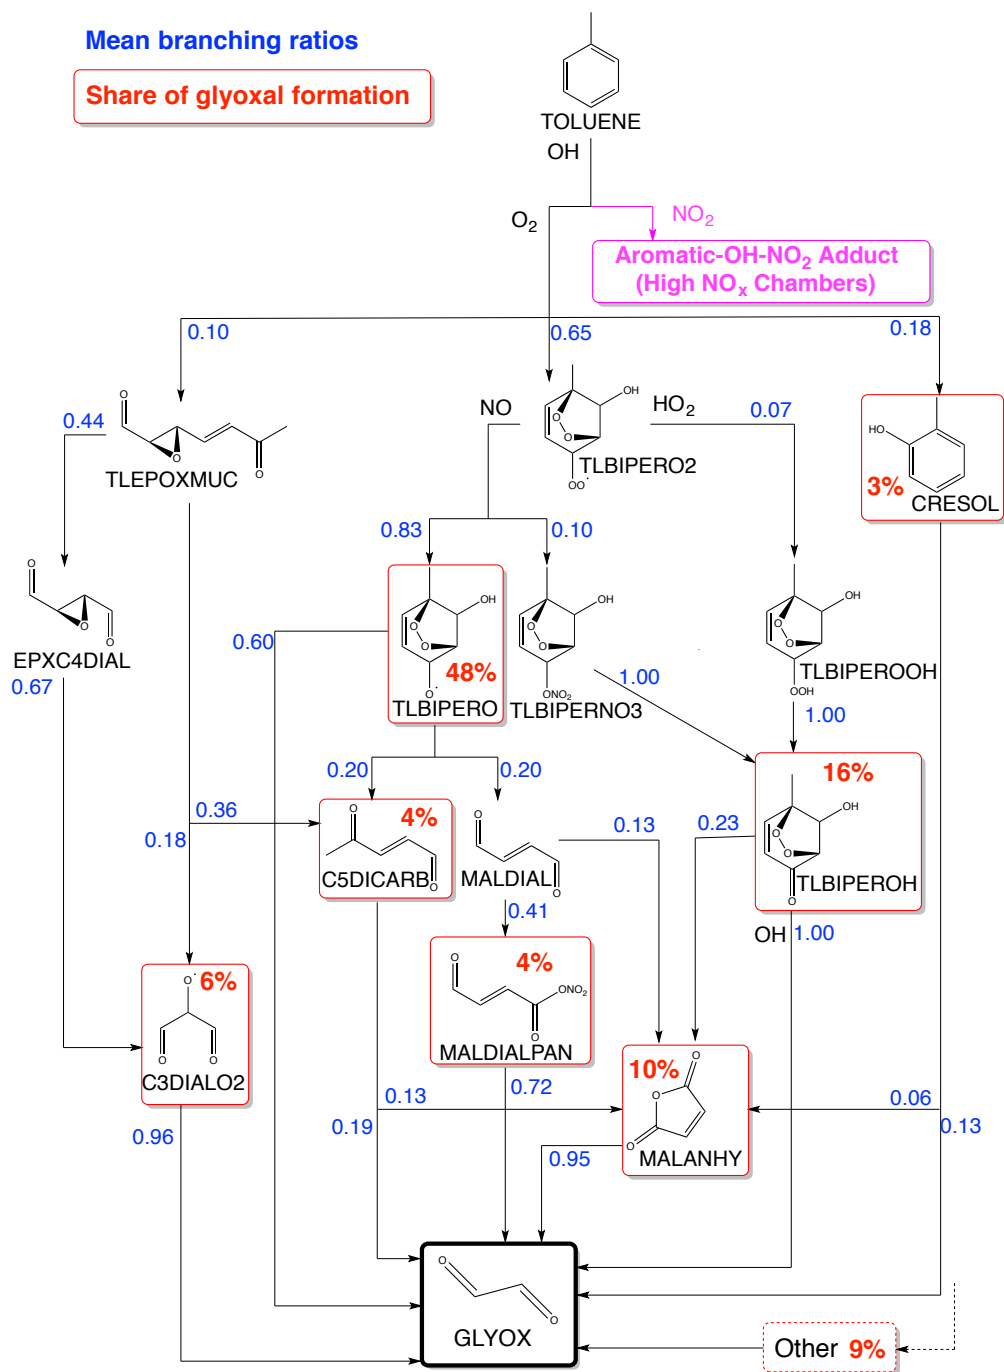 Mean branching ratios
Share of glyoxal formation
TOLUENE
OH
O2
NO2
Aromatic-OH-NO2 Adduct
(High NOx Chambers)
0.10
0.65
0.18
O
OH
0.44
NO
HO2
0.07
O
O
HO
O
O
TLEPOXMUC
TLBIPERO2
OO·
3%
CRESOL
0.83
0.10
O
OH
OH
OH
O
O
O
O
O
O
O
O
0.60
EPXC4DIAL
48%
TLBIPEROOH
0.67
O·
ONO2
OOH
1.00
TLBIPERO
TLBIPERNO3
1.00
16%
0.20
0.20
0.36
O
4%
OH
0.18
0.13
0.23
O
O
O
C5DICARB
O
MALDIAL
O
TLBIPEROH
O
0.41
OH
1.00
O·
6%
O
4%
ONO2
O
O
O
MALDIALPAN
O
C3DIALO2
10%
O
0.72
0.13
0.06
0.19
0.13
0.96
O
0.95
MALANHY
O
O
GLYOX
Other 9%